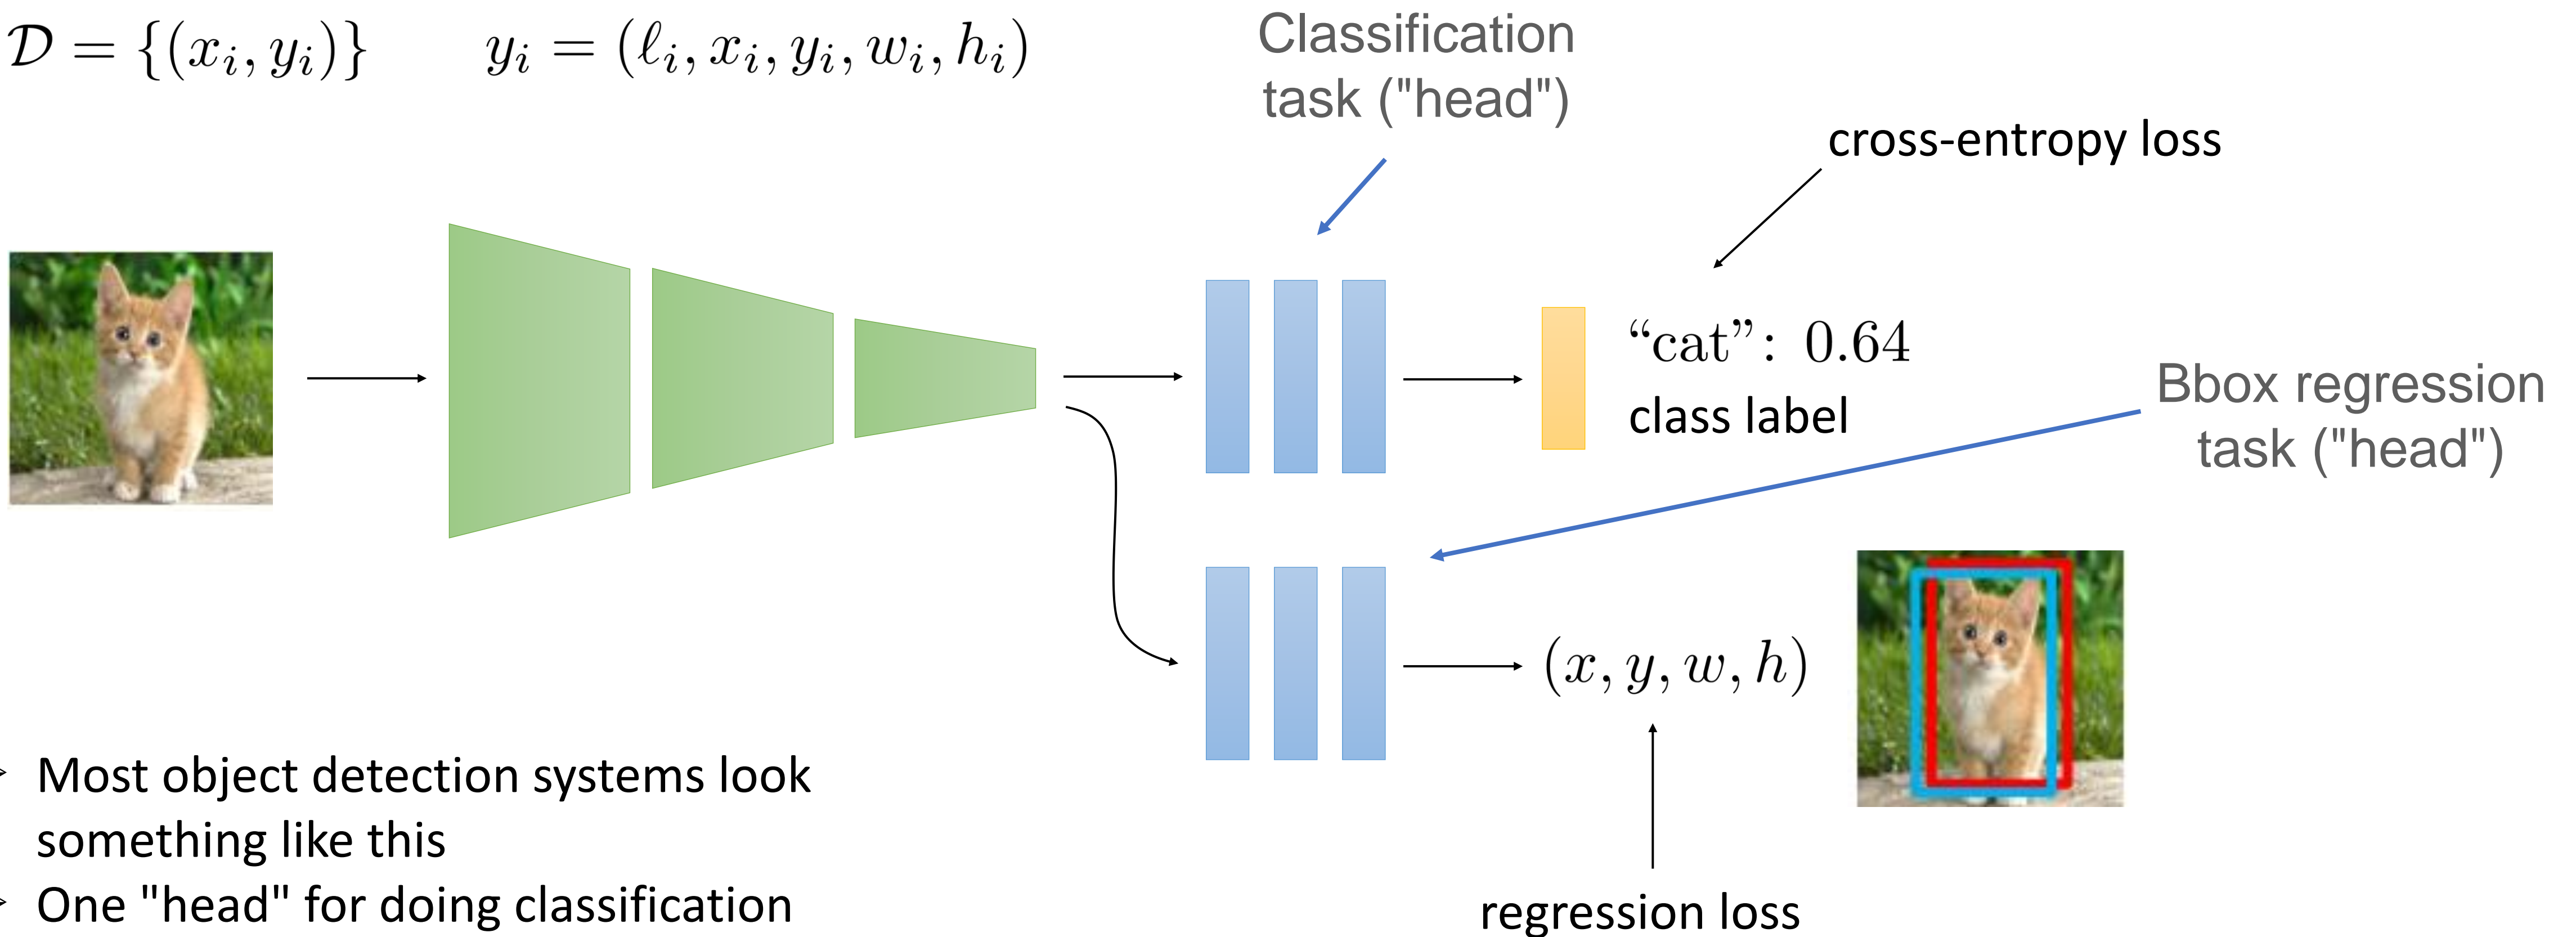 𝒟 = {(xᵢ, yᵢ)}
yᵢ = (ℓᵢ, xᵢ, yᵢ, wᵢ, hᵢ)
Classification
task ("head")
cross-entropy loss
“cat”: 0.64
class label
Bbox regression
task ("head")
(x, y, w, h)
regression loss
Most object detection systems look
something like this
One "head" for doing classification